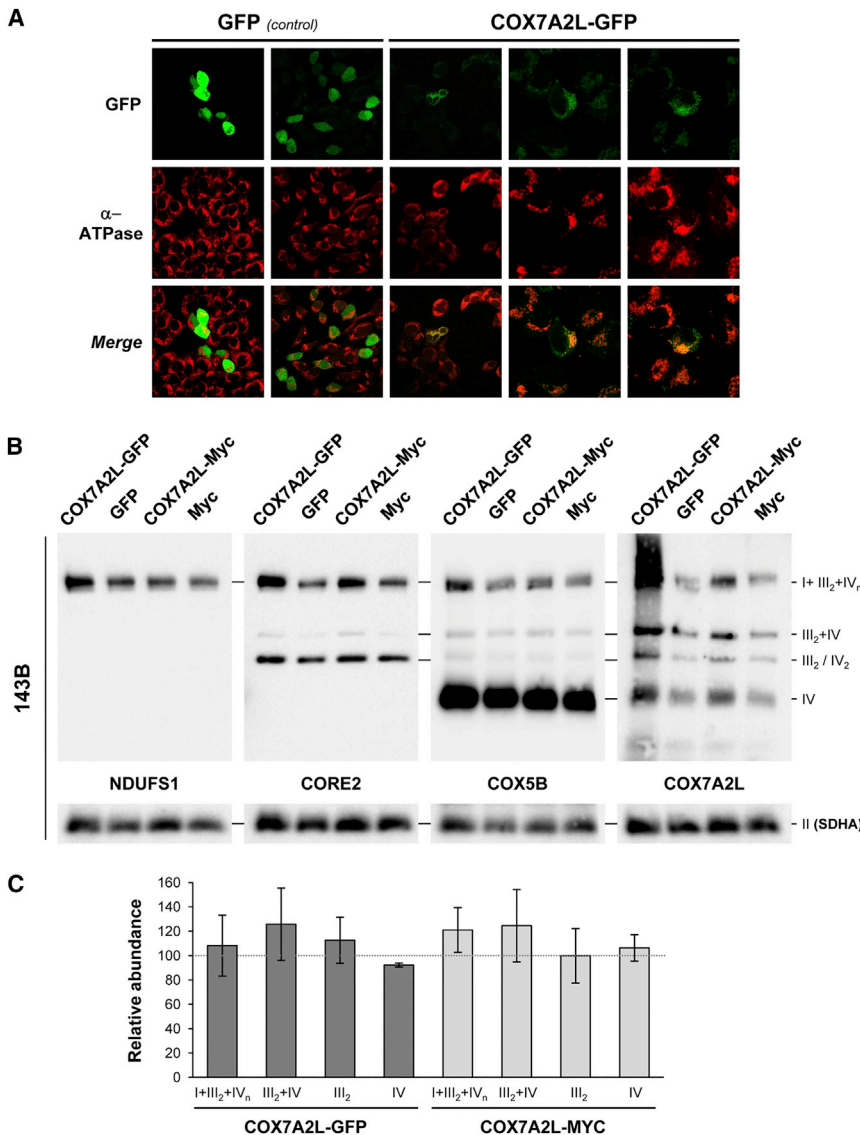 A
GFP (control)
COX7A2L-GFP
GFP
α–
ATPase
Merge
B
COX7A2L-GFP
GFP
COX7A2L-Myc
Myc
COX7A2L-GFP
GFP
COX7A2L-Myc
Myc
COX7A2L-GFP
GFP
COX7A2L-Myc
Myc
COX7A2L-GFP
GFP
COX7A2L-Myc
Myc
143B
I+ III₂+IVₙ
III₂+IV
III₂ / IV₂
IV
NDUFS1
CORE2
COX5B
COX7A2L
II (SDHA)
C
Relative abundance
160
140
120
100
80
60
40
20
0
I+III₂+IVₙ
III₂+IV
III₂
IV
I+III₂+IVₙ
III₂+IV
III₂
IV
COX7A2L-GFP
COX7A2L-MYC